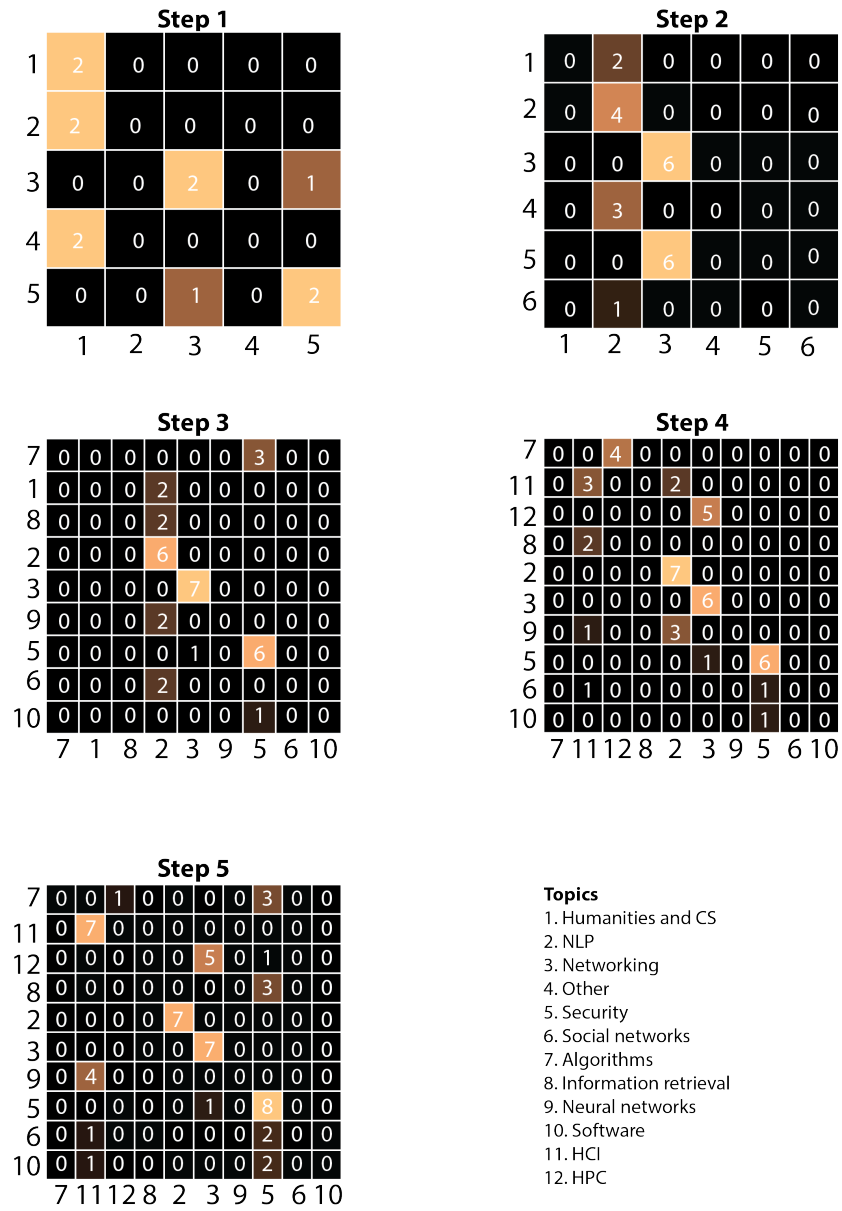 Step 1
1 2 0 0 0 0
2 2 0 0 0 0
3 0 0 2 0 1
4 2 0 0 0 0
5 0 0 1 0 2
1 2 3 4 5
Step 2
1 0 2 0 0 0 0
2 0 4 0 0 0 0
3 0 0 6 0 0 0
4 0 3 0 0 0 0
5 0 0 6 0 0 0
6 0 1 0 0 0 0
1 2 3 4 5 6
Step 3
7 0 0 0 0 0 0 3 0 0
1 0 0 0 2 0 0 0 0 0
8 0 0 0 2 0 0 0 0 0
2 0 0 0 6 0 0 0 0 0
3 0 0 0 0 7 0 0 0 0
9 0 0 0 2 0 0 0 0 0
5 0 0 0 0 1 0 6 0 0
6 0 0 0 2 0 0 0 0 0
10 0 0 0 0 0 0 1 0 0
7 1 8 2 3 9 5 6 10
Step 4
7 0 0 4 0 0 0 0 0 0 0
11 0 3 0 0 2 0 0 0 0 0
12 0 0 0 0 0 5 0 0 0 0
8 0 2 0 0 0 0 0 0 0 0
2 0 0 0 0 7 0 0 0 0 0
3 0 0 0 0 0 6 0 0 0 0
9 0 1 0 0 3 0 0 0 0 0
5 0 0 0 0 0 1 0 6 0 0
6 0 1 0 0 0 0 0 1 0 0
10 0 0 0 0 0 0 0 1 0 0
7 11 12 8 2 3 9 5 6 10
Step 5
7 0 0 1 0 0 0 0 3 0 0
11 0 7 0 0 0 0 0 0 0 0
12 0 0 0 0 0 5 0 1 0 0
8 0 0 0 0 0 0 0 3 0 0
2 0 0 0 0 7 0 0 0 0 0
3 0 0 0 0 0 7 0 0 0 0
9 0 4 0 0 0 0 0 0 0 0
5 0 0 0 0 0 1 0 8 0 0
6 0 1 0 0 0 0 0 2 0 0
10 0 1 0 0 0 0 0 2 0 0
7 11 12 8 2 3 9 5 6 10
Topics
1. Humanities and CS
2. NLP
3. Networking
4. Other
5. Security
6. Social networks
7. Algorithms
8. Information retrieval
9. Neural networks
10. Software
11. HCI
12. HPC